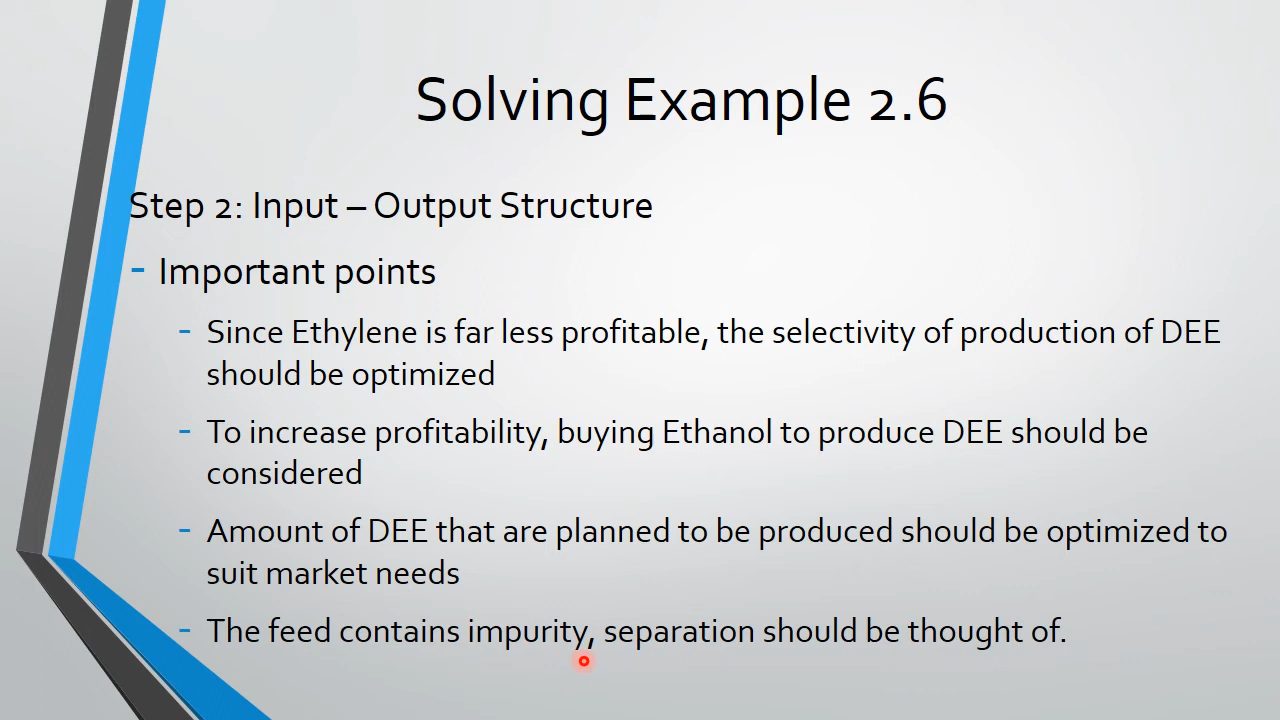 Solving Example 2.6
Step 2: Input – Output Structure
- Important points
- Since Ethylene is far less profitable, the selectivity of production of DEE
should be optimized
- To increase profitability, buying Ethanol to produce DEE should be
considered
- Amount of DEE that are planned to be produced should be optimized to
suit market needs
- The feed contains impurity, separation should be thought of.